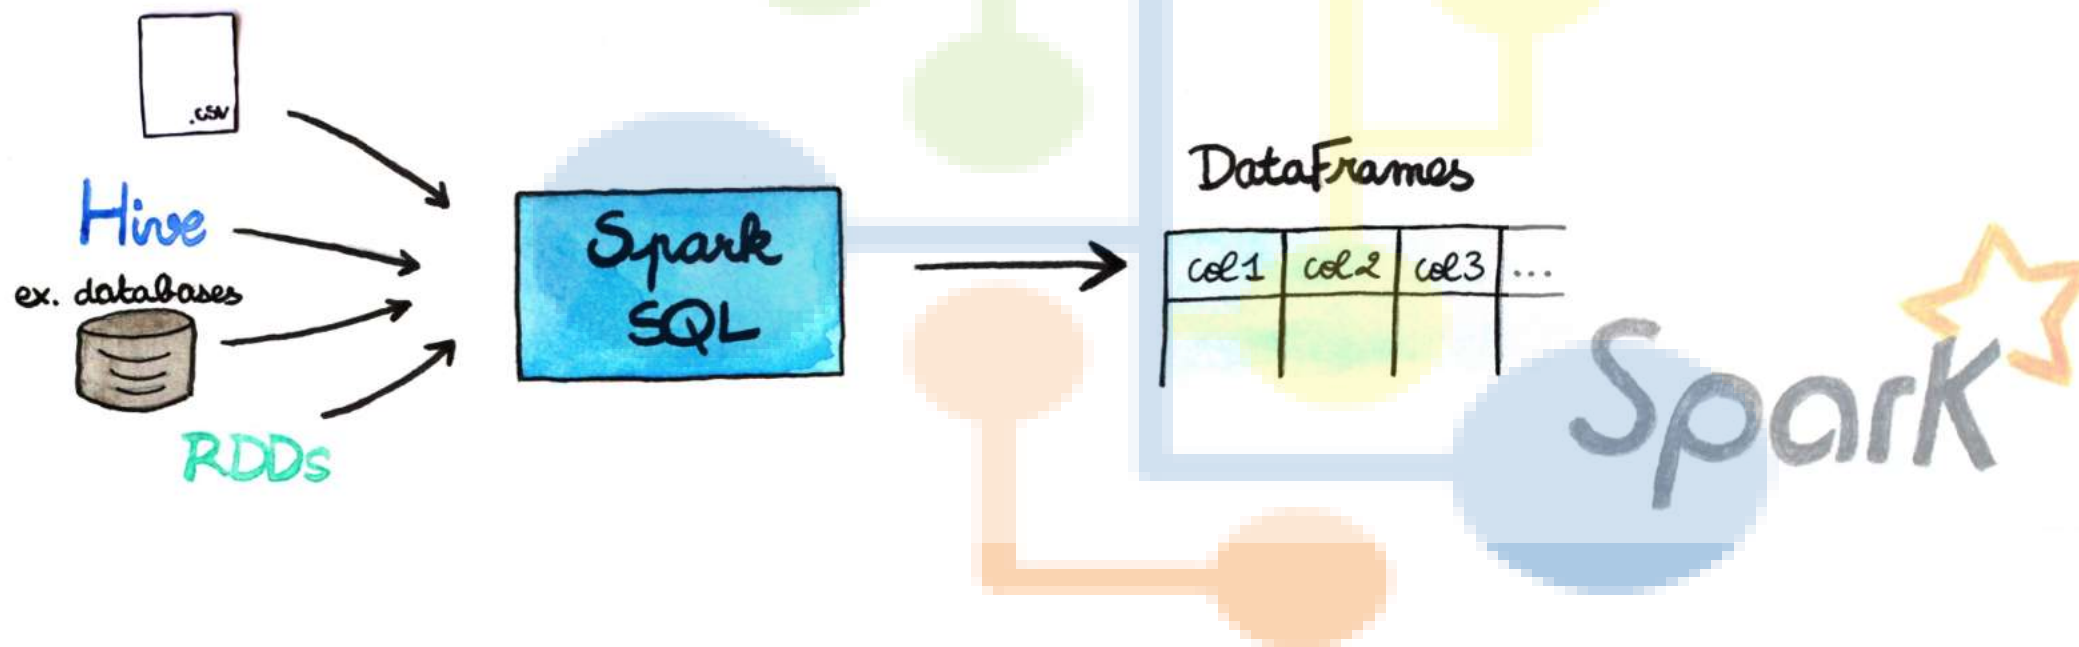 .csv
Hive
ex. databases
RDDs
Spark
SQL
DataFrames
col1 col2 col3 ...
Spark